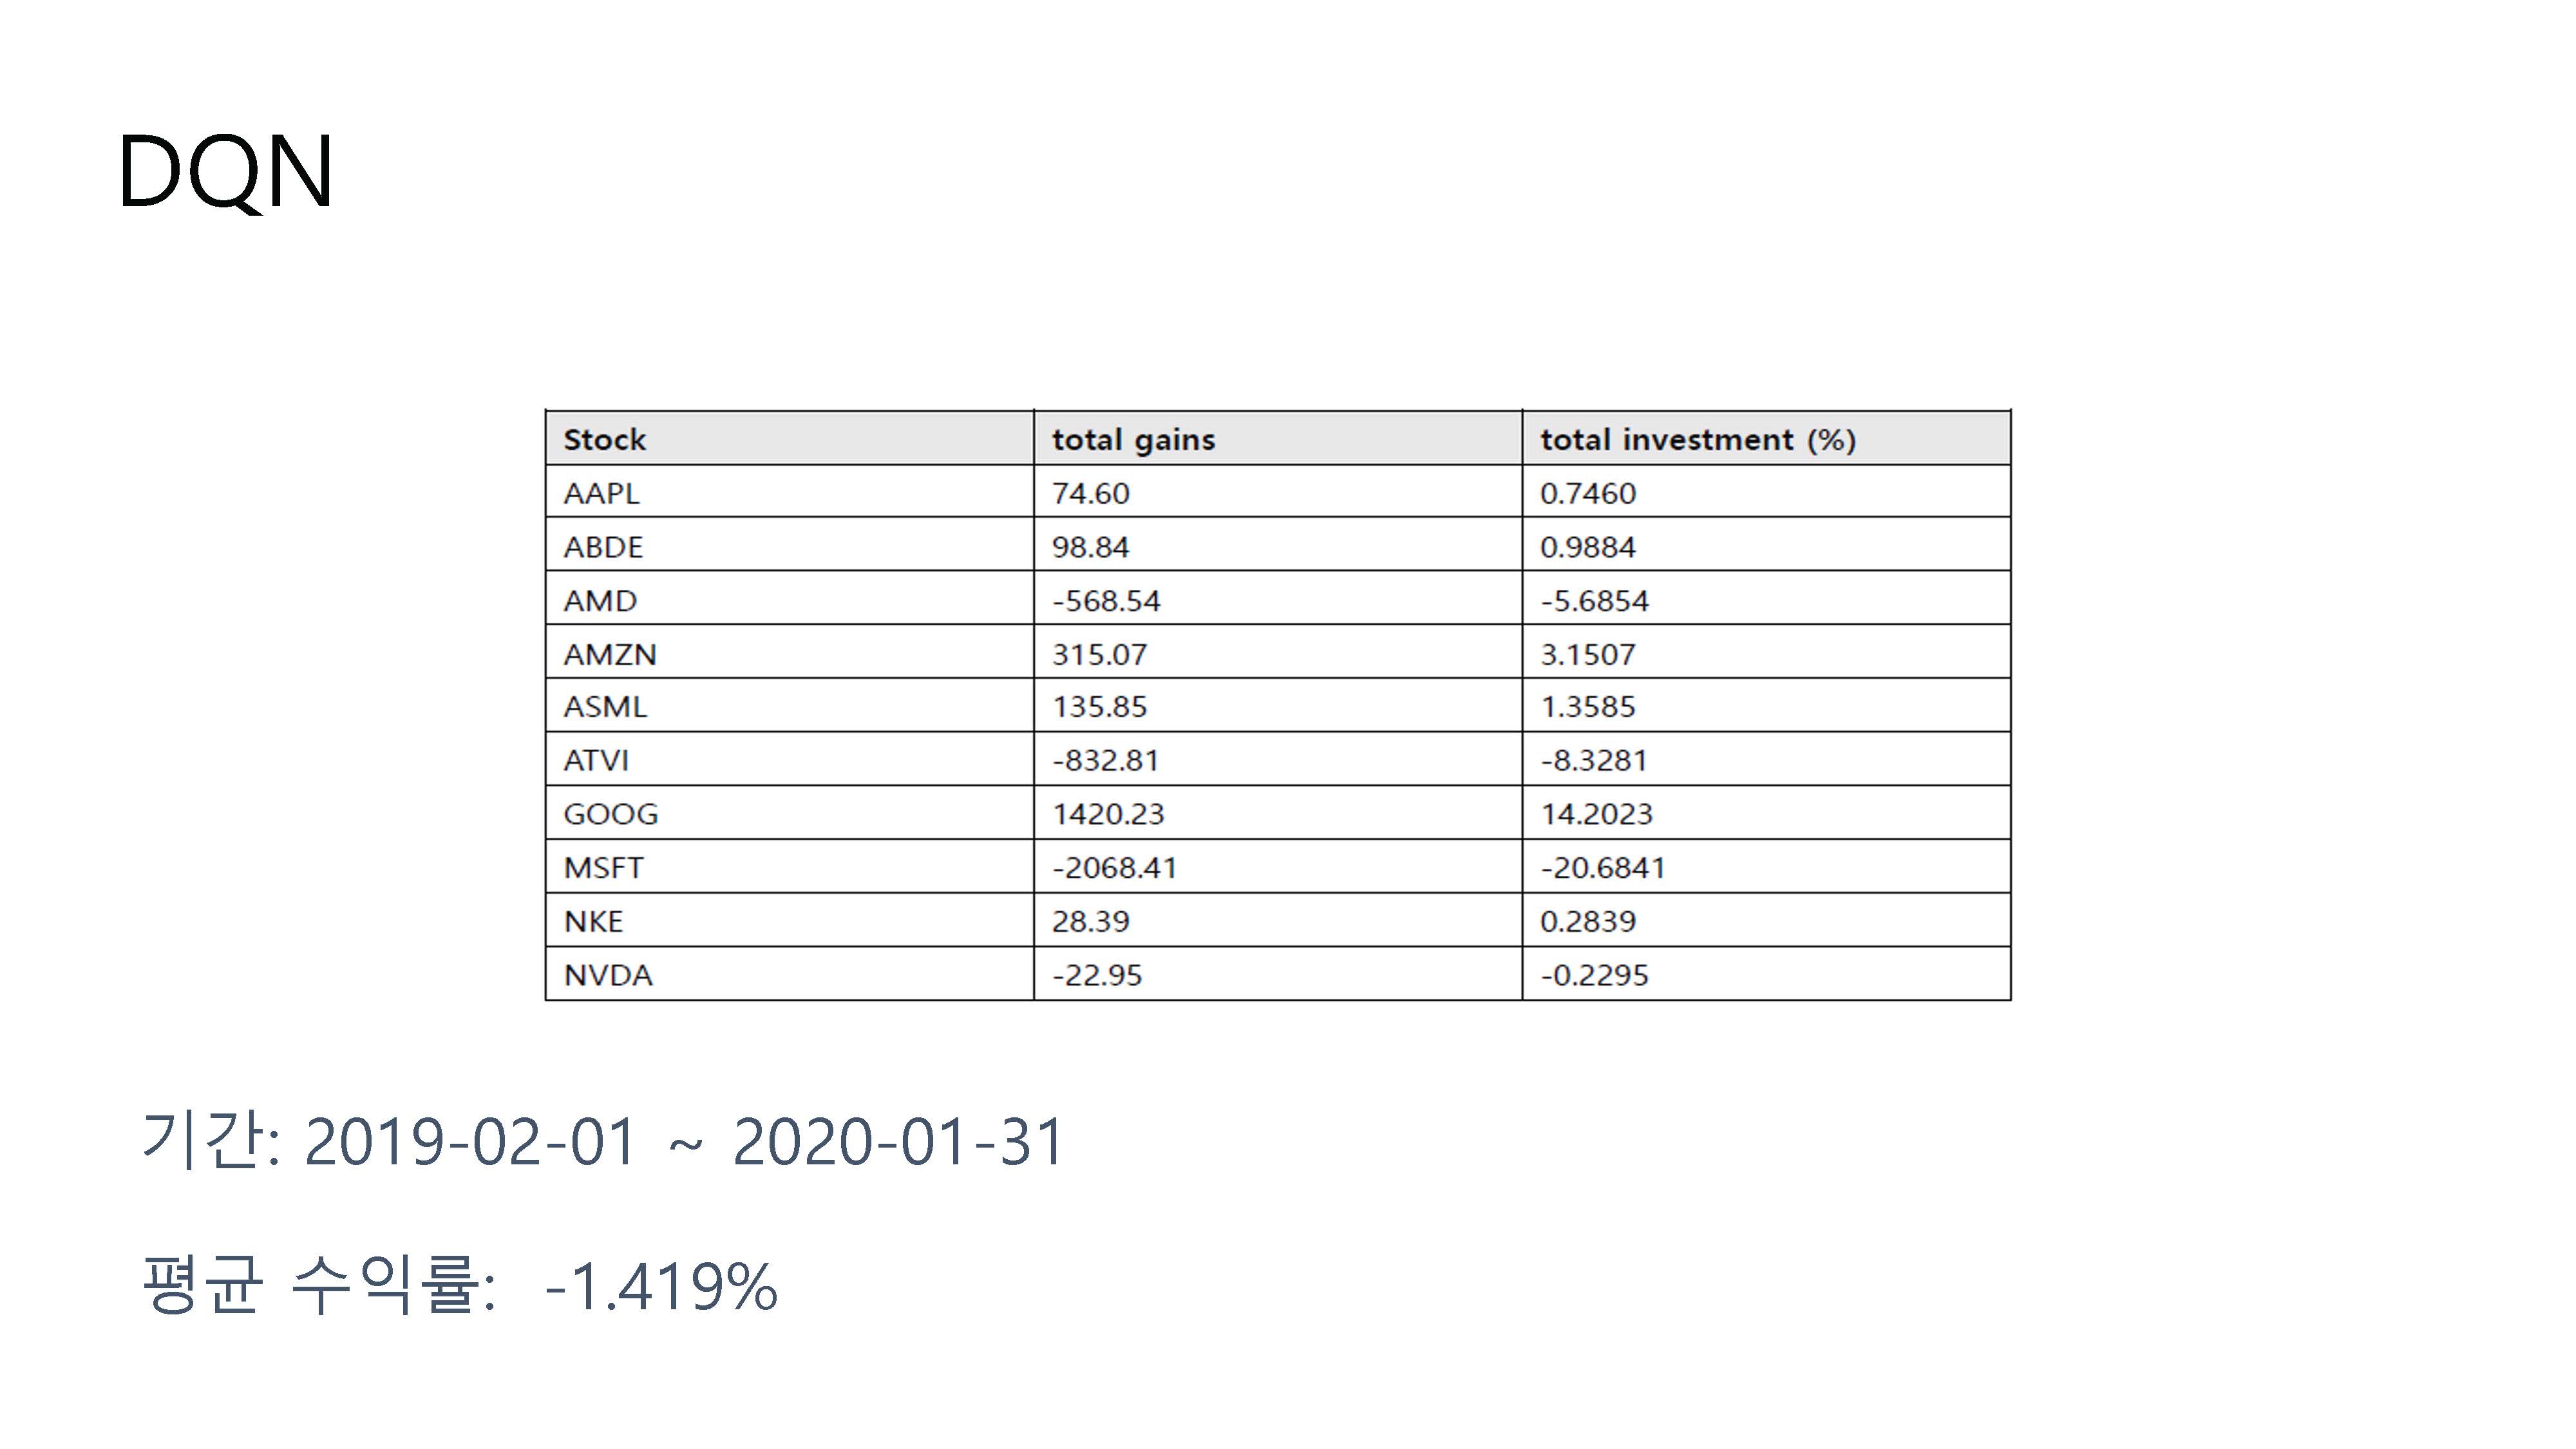 DQN
Stock total gains total investment (%)
AAPL 74.60 0.7460
ABDE 98.84 0.9884
AMD -568.54 -5.6854
AMZN 315.07 3.1507
ASML 135.85 1.3585
ATVI -832.81 -8.3281
GOOG 1420.23 14.2023
MSFT -2068.41 -20.6841
NKE 28.39 0.2839
NVDA -22.95 -0.2295
기간: 2019-02-01 ~ 2020-01-31
평균 수익률: -1.419%